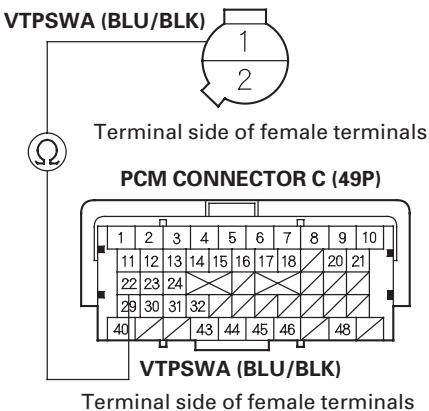 VTPSWA (BLU/BLK)
1
2
Ω
Terminal side of female terminals
PCM CONNECTOR C (49P)
1 2 3 4 5 6 7 8 9 10
11 12 13 14 15 16 17 18 20 21
22 23 24
29 30 31 32
40 43 44 45 46 48
VTPSWA (BLU/BLK)
Terminal side of female terminals